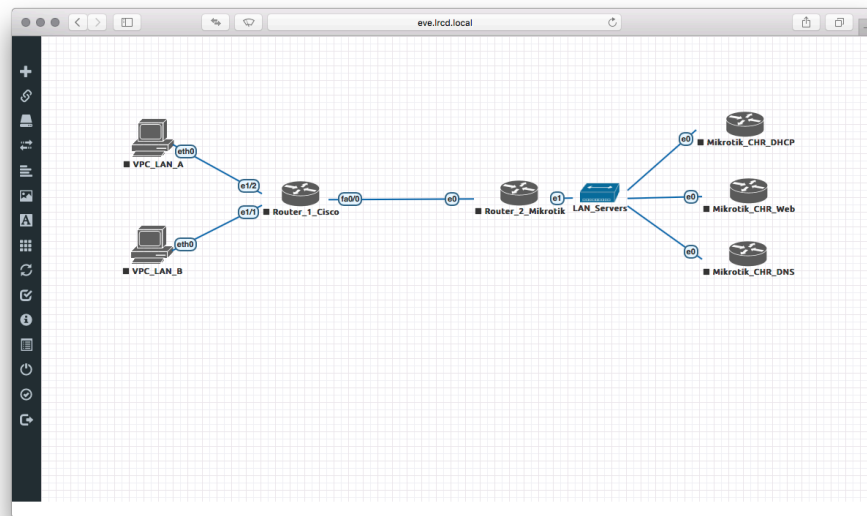 eve.lrcd.local
VPC_LAN_A
eth0
e1/2
Router_1_Cisco
fa0/0
e1/1
eth0
VPC_LAN_B
e0
Router_2_Mikrotik
e1
LAN_Servers
e0
Mikrotik_CHR_DHCP
e0
Mikrotik_CHR_Web
e0
Mikrotik_CHR_DNS